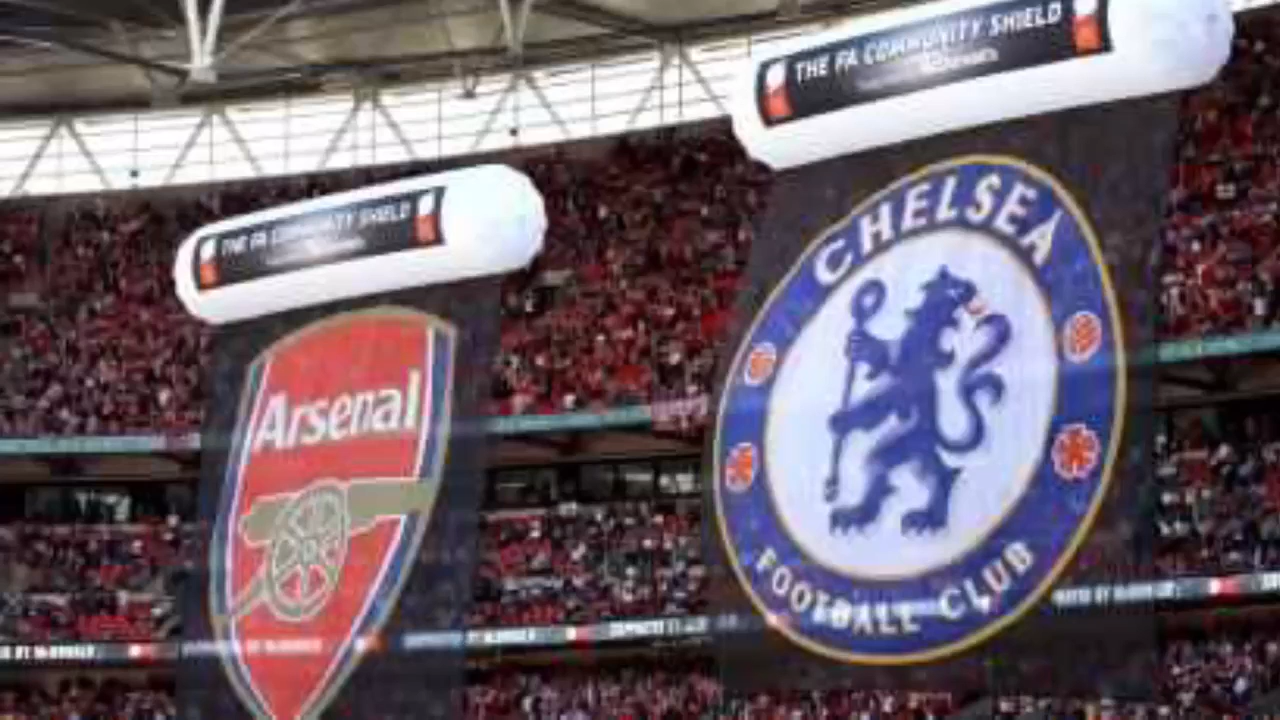 THE FA COMMUNITY SHIELD
THE FA COMMUNITY SHIELD
CHELSEA
Arsenal
FOOTBALL CLUB